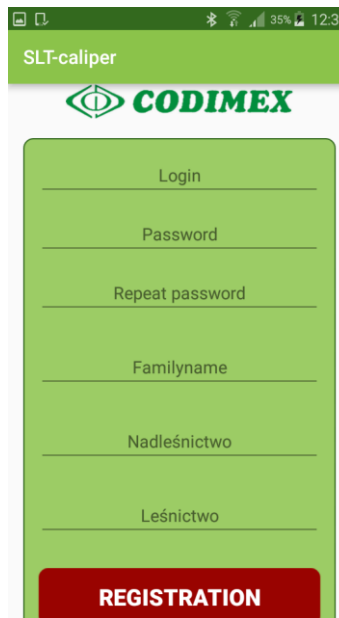 35% 12:3
SLT-caliper
CODIMEX
Login
Password
Repeat password
Familyname
Nadleśnictwo
Leśnictwo
REGISTRATION